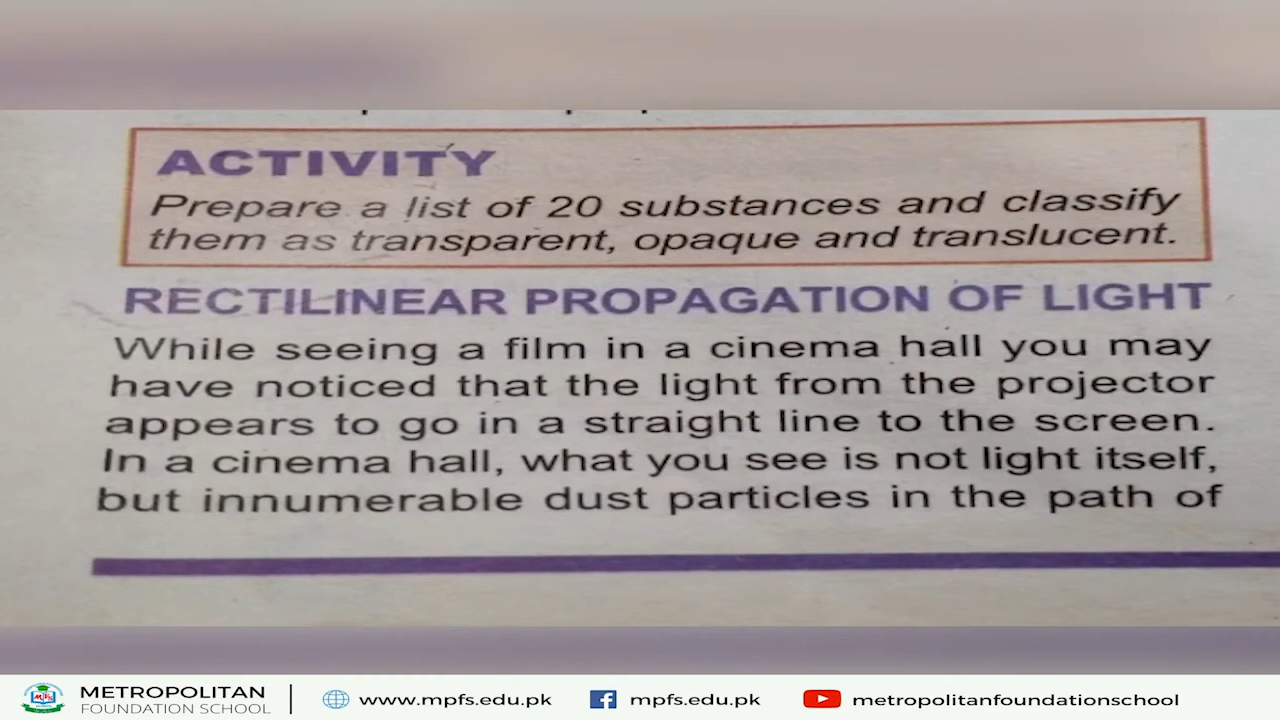 ACTIVITY
Prepare a list of 20 substances and classify
them as transparent, opaque and translucent.
RECTILINEAR PROPAGATION OF LIGHT
While seeing a film in a cinema hall you may
have noticed that the light from the projector
appears to go in a straight line to the screen.
In a cinema hall, what you see is not light itself,
but innumerable dust particles in the path of
METROPOLITAN
FOUNDATION SCHOOL
www.mpfs.edu.pk
mpfs.edu.pk
metropolitanfoundationschool